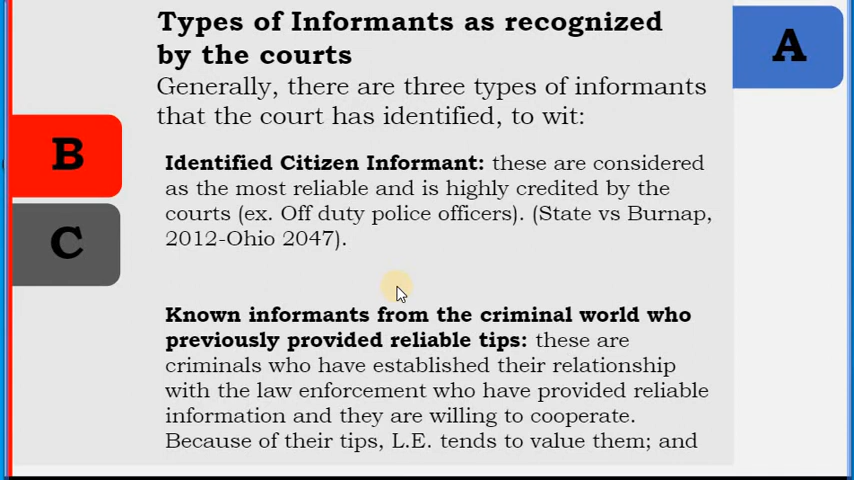 Types of Informants as recognized
by the courts
Generally, there are three types of informants
that the court has identified, to wit:
A
B
C
Identified Citizen Informant: these are considered
as the most reliable and is highly credited by the
courts (ex. Off duty police officers). (State vs Burnap,
2012-Ohio 2047).
Known informants from the criminal world who
previously provided reliable tips: these are
criminals who have established their relationship
with the law enforcement who have provided reliable
information and they are willing to cooperate.
Because of their tips, L.E. tends to value them; and